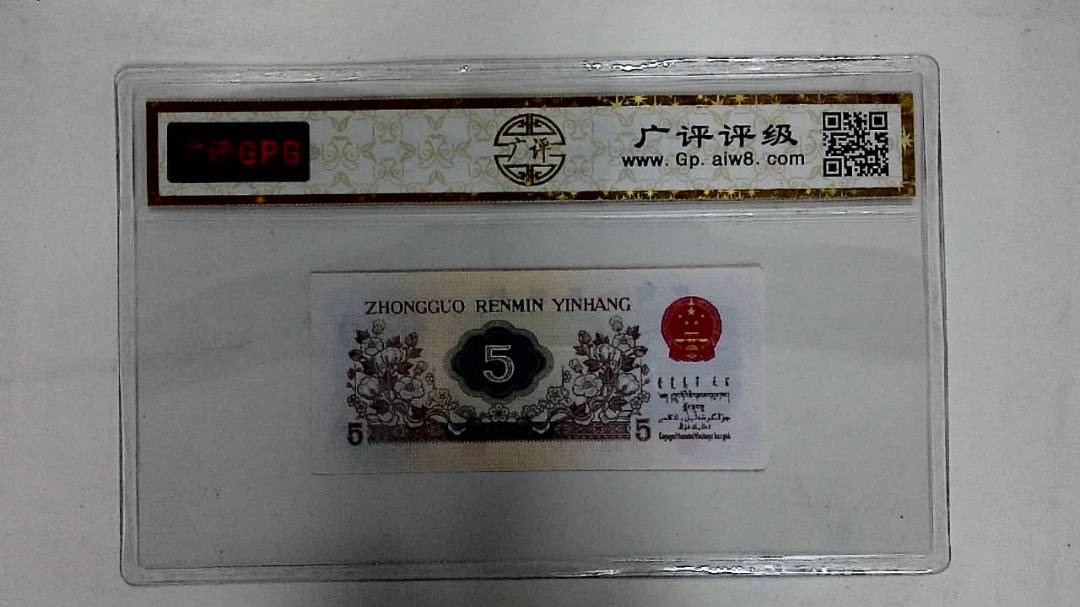 广评GPG
广评
广评评级
www.Gp.aiw8.com
ZHONGGUO RENMIN YINHANG
5
5
5